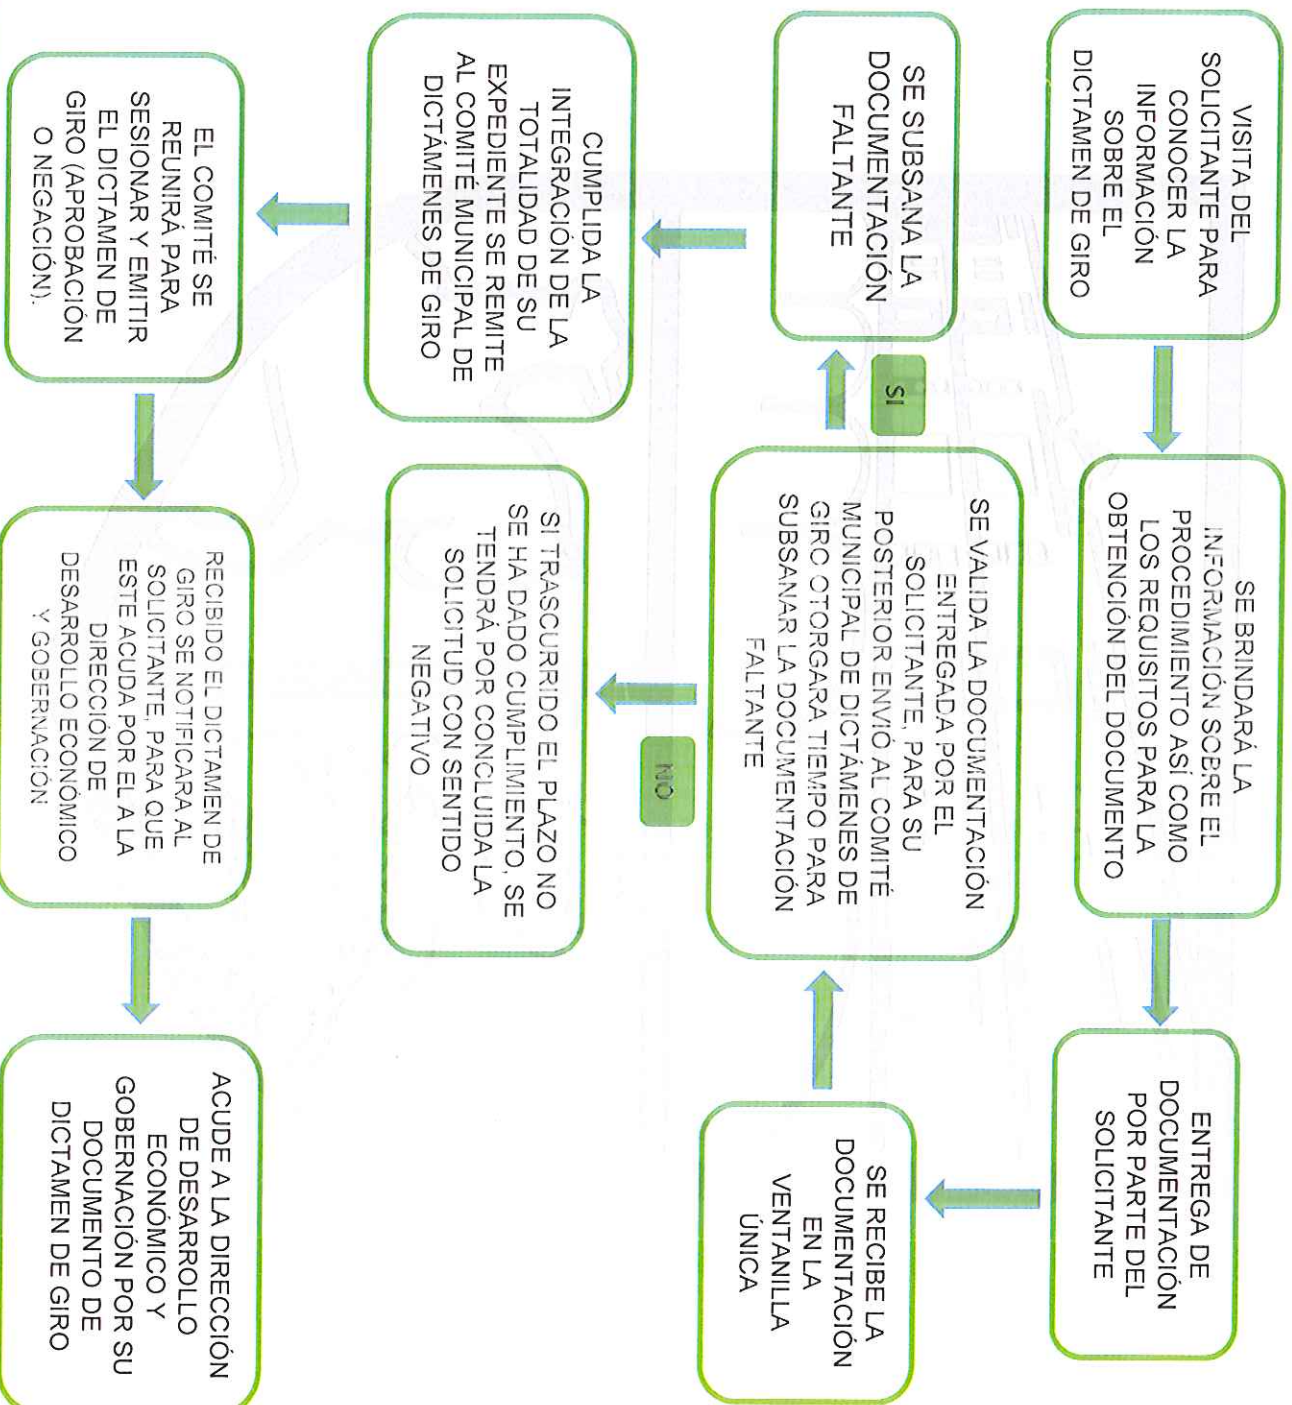 VISITA DEL
SOLICITANTE PARA
CONOCER LA
INFORMACIÓN
SOBRE EL
DICTAMEN DE GIRO
SE BRINDARÁ LA
INFORMACIÓN SOBRE EL
PROCEDIMIENTO ASÍ COMO
LOS REQUISITOS PARA LA
OBTENCIÓN DEL DOCUMENTO
ENTREGA DE
DOCUMENTACIÓN
POR PARTE DEL
SOLICITANTE
SE RECIBE LA
DOCUMENTACIÓN
EN LA
VENTANILLA
ÚNICA
SE VALIDA LA DOCUMENTACIÓN
ENTREGADA POR EL
SOLICITANTE, PARA SU
POSTERIOR ENVIÓ AL COMITÉ
MUNICIPAL DE DICTÁMENES DE
GIRO OTORGARA TIEMPO PARA
SUBSANAR LA DOCUMENTACIÓN
FALTANTE
SI
SE SUBSANA LA
DOCUMENTACIÓN
FALTANTE
NO
SI TRASCURRIDO EL PLAZO NO
SE HA DADO CUMPLIMIENTO, SE
TENDRÁ POR CONCLUIDA LA
SOLICITUD CON SENTIDO
NEGATIVO
CUMPLIDA LA
INTEGRACIÓN DE LA
TOTALIDAD DE SU
EXPEDIENTE SE REMITE
AL COMITÉ MUNICIPAL DE
DICTÁMENES DE GIRO
EL COMITÉ SE
REUNIRÁ PARA
SESIONAR Y EMITIR
EL DICTAMEN DE
GIRO (APROBACIÓN
O NEGACIÓN).
RECIBIDO EL DICTAMEN DE
GIRO SE NOTIFICARA AL
SOLICITANTE, PARA QUE
ESTE ACUDA POR EL A LA
DIRECCIÓN DE
DESARROLLO ECONÓMICO
Y GOBERNACIÓN
ACUDE A LA DIRECCIÓN
DE DESARROLLO
ECONÓMICO Y
GOBERNACIÓN POR SU
DOCUMENTO DE
DICTAMEN DE GIRO